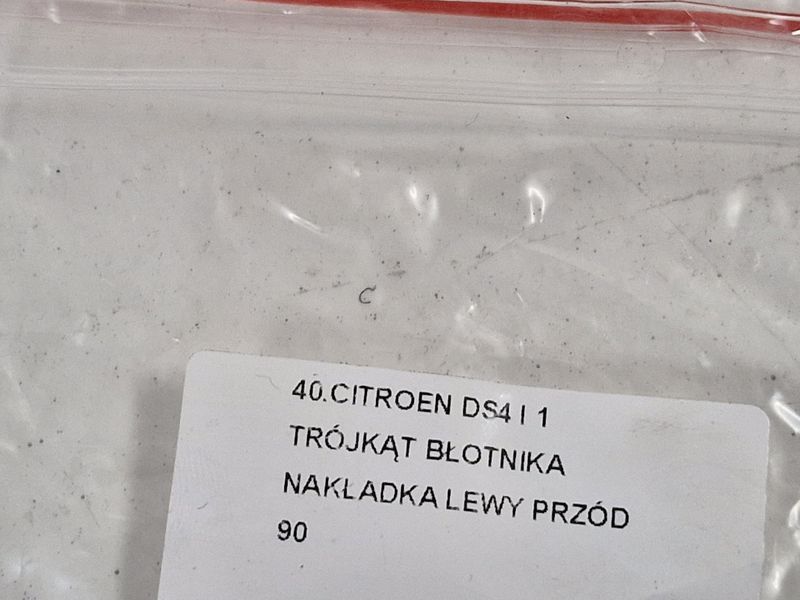 40.CITROEN DS4 I 1
TRÓJKĄT BŁOTNIKA
NAKŁADKA LEWY PRZÓD
90